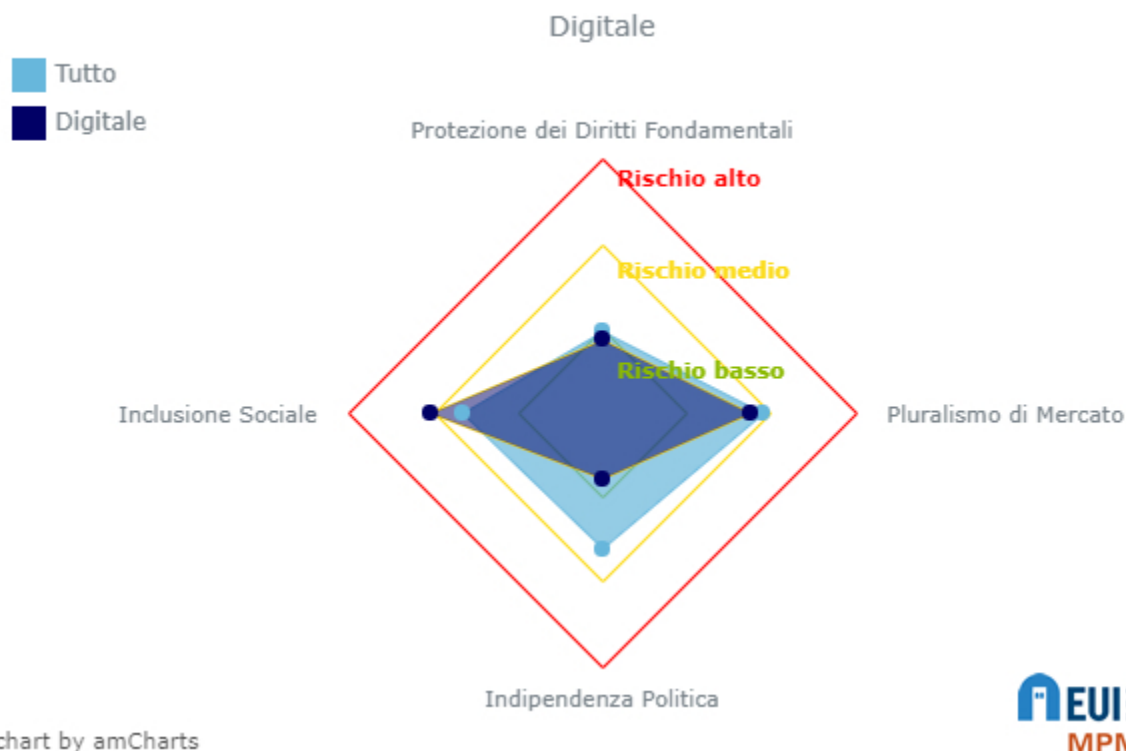 Digitale
Tutto
Digitale
Protezione dei Diritti Fondamentali
Rischio alto
Rischio medio
Rischio basso
Inclusione Sociale
Pluralismo di Mercato
Indipendenza Politica
EUI
MPM
chart by amCharts